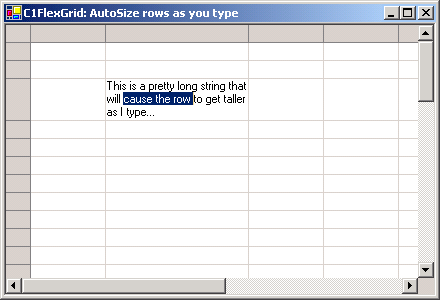 C1FlexGrid: AutoSize rows as you type
This is a pretty long string that
will cause the row to get taller
as I type...